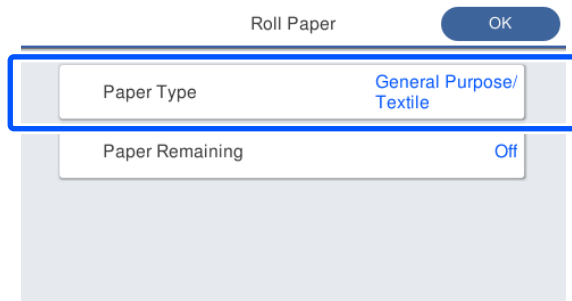 Roll Paper
OK
Paper Type
General Purpose/
Textile
Paper Remaining
Off